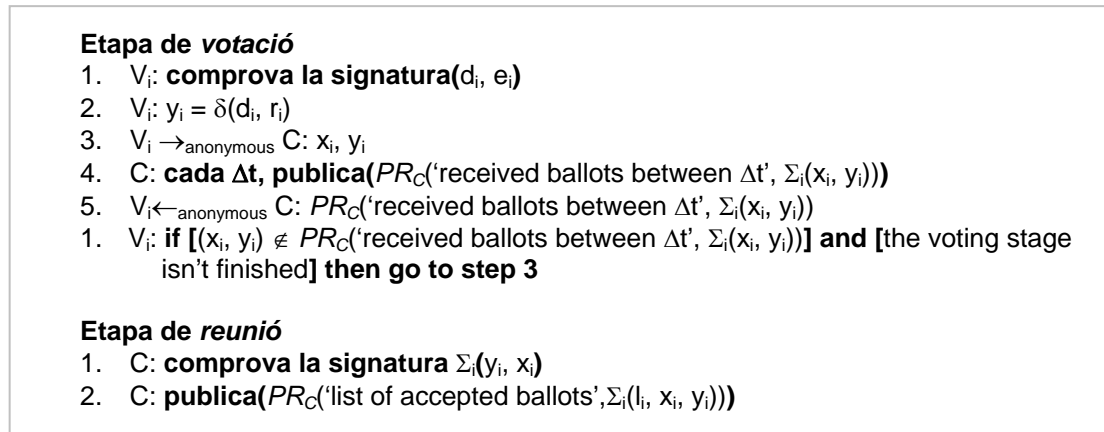 Etapa de votació
1. Vᵢ: comprova la signatura(dᵢ, eᵢ)
2. Vᵢ: yᵢ = δ(dᵢ, rᵢ)
3. Vᵢ →anonymous C: xᵢ, yᵢ
4. C: cada Δt, publica(PR_C(‘received ballots between Δt’, Σᵢ(xᵢ, yᵢ)))
5. Vᵢ←anonymous C: PR_C(‘received ballots between Δt’, Σᵢ(xᵢ, yᵢ))
1. Vᵢ: if [(xᵢ, yᵢ) ∉ PR_C(‘received ballots between Δt’, Σᵢ(xᵢ, yᵢ))] and [the voting stage
isn’t finished] then go to step 3
Etapa de reunió
1. C: comprova la signatura Σᵢ(yᵢ, xᵢ)
2. C: publica(PR_C(‘list of accepted ballots’,Σᵢ(lᵢ, xᵢ, yᵢ)))